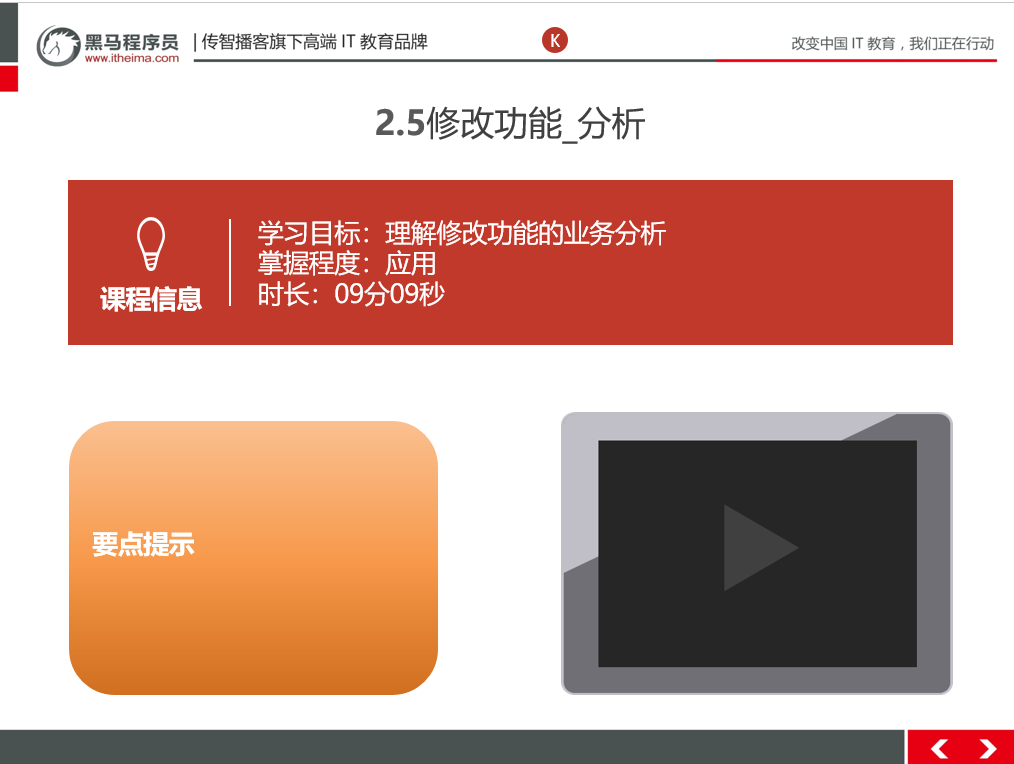 黑马程序员
www.itheima.com
|传智播客旗下高端 IT 教育品牌
K
改变中国 IT 教育，我们正在行动
2.5修改功能_分析
学习目标：理解修改功能的业务分析
掌握程度：应用
时长：09分09秒
课程信息
要点提示